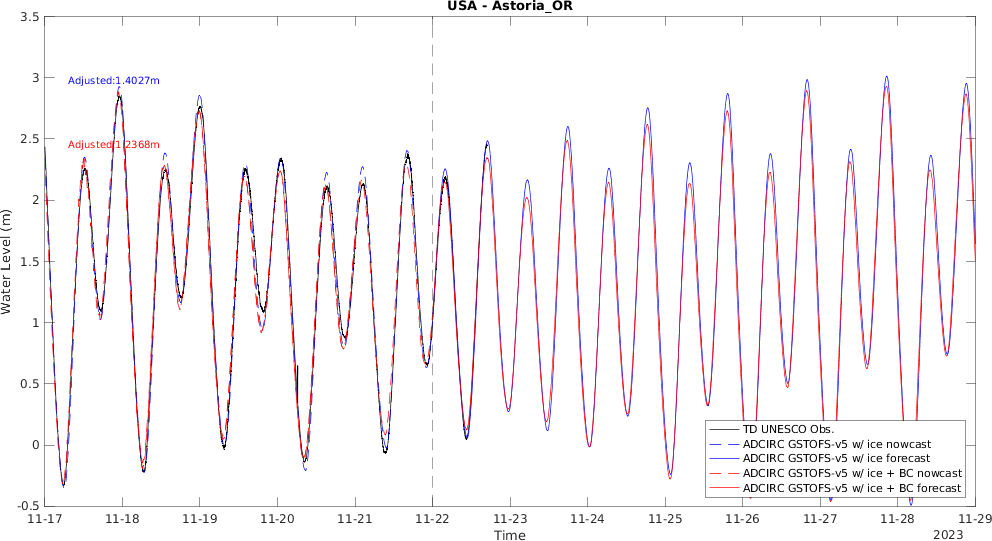 USA - Astoria_OR
3.5
3
2.5
2
1.5
1
0.5
0
-0.5
Water Level (m)
Adjusted:1.4027m
Adjusted:1.2368m
TD UNESCO Obs.
ADCIRC GSTOFS-v5 w/ ice nowcast
ADCIRC GSTOFS-v5 w/ ice forecast
ADCIRC GSTOFS-v5 w/ ice + BC nowcast
ADCIRC GSTOFS-v5 w/ ice + BC forecast
11-17 11-18 11-19 11-20 11-21 11-22 11-23 11-24 11-25 11-26 11-27 11-28 11-29
Time
2023